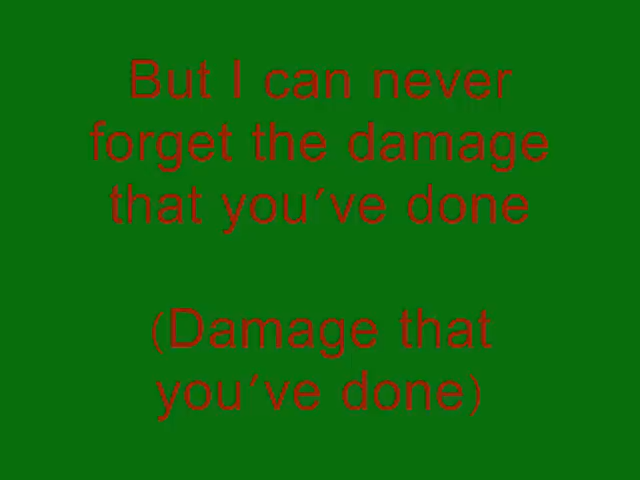 But I can never
forget the damage
that you've done
(Damage that
you've done)